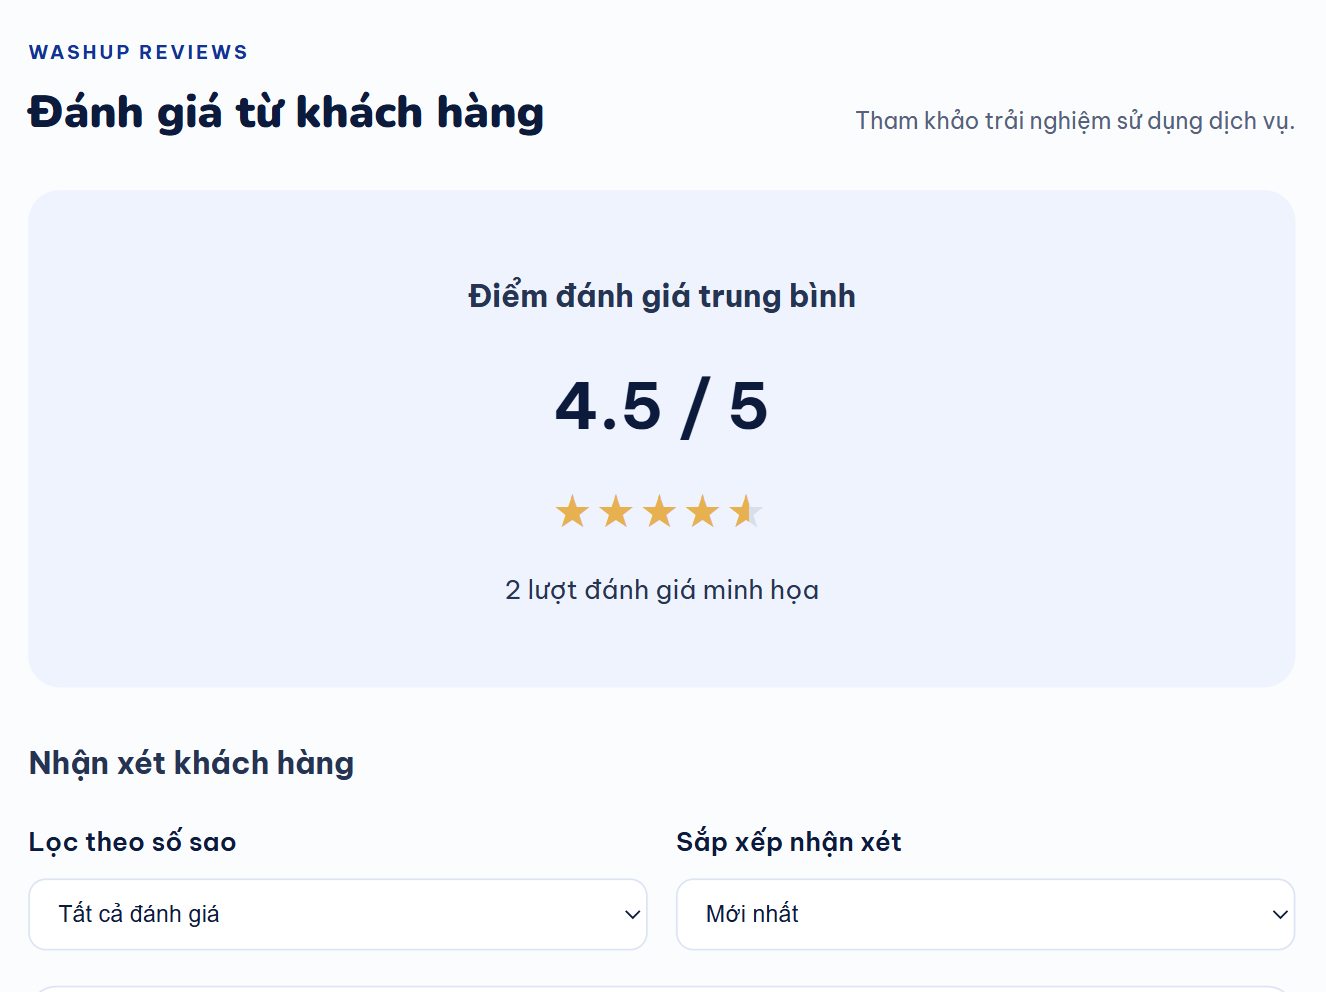 WASHUP REVIEWS
Đánh giá từ khách hàng
Tham khảo trải nghiệm sử dụng dịch vụ.
Điểm đánh giá trung bình
4.5 / 5
2 lượt đánh giá minh họa
Nhận xét khách hàng
Lọc theo số sao
Sắp xếp nhận xét
Tất cả đánh giá
Mới nhất